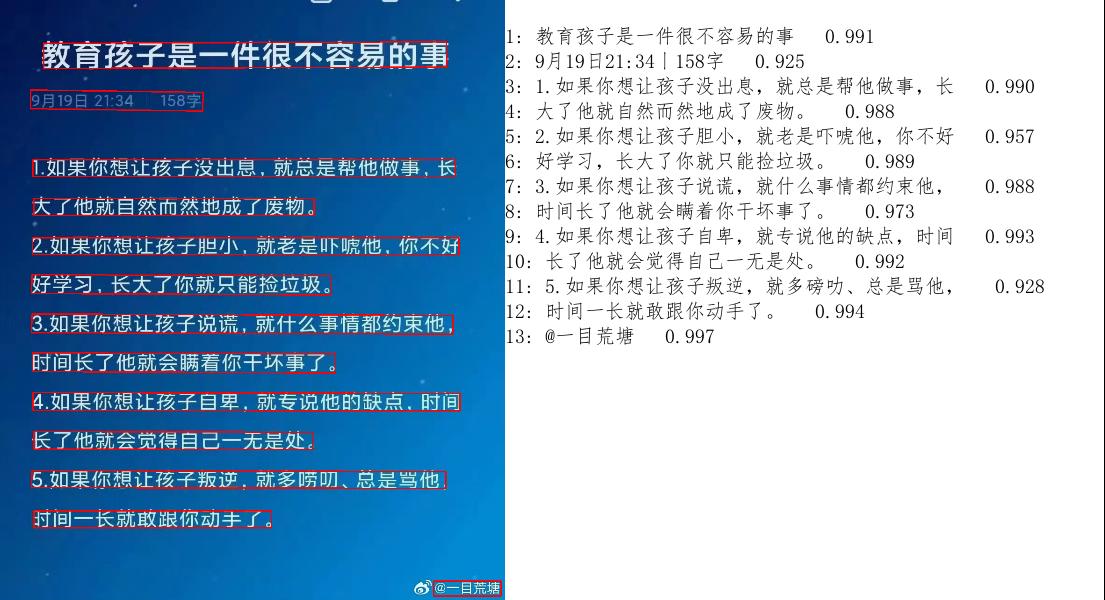 教育孩子是一件很不容易的事
9月19日 21:34 | 158字
1.如果你想让孩子没出息，就总是帮他做事，长
大了他就自然而然地成了废物。
2.如果你想让孩子胆小，就老是吓唬他，你不好
好学习，长大了你就只能捡垃圾。
3.如果你想让孩子说谎，就什么事情都约束他，
时间长了他就会瞒着你干坏事了。
4.如果你想让孩子自卑，就专说他的缺点，时间
长了他就会觉得自己一无是处。
5.如果你想让孩子叛逆，就多唠叨、总是骂他，
时间一长就敢跟你动手了。
@一目荒塘
1: 教育孩子是一件很不容易的事 0.991
2: 9月19日21:34|158字 0.925
3: 1.如果你想让孩子没出息，就总是帮他做事，长 0.990
4: 大了他就自然而然地成了废物。 0.988
5: 2.如果你想让孩子胆小，就老是吓唬他，你不好 0.957
6: 好学习，长大了你就只能捡垃圾。 0.989
7: 3.如果你想让孩子说谎，就什么事情都约束他， 0.988
8: 时间长了他就会瞒着你干坏事了。 0.973
9: 4.如果你想让孩子自卑，就专说他的缺点，时间 0.993
10: 长了他就会觉得自己一无是处。 0.992
11: 5.如果你想让孩子叛逆，就多磅叻、总是骂他， 0.928
12: 时间一长就敢跟你动手了。 0.994
13: @一目荒塘 0.997